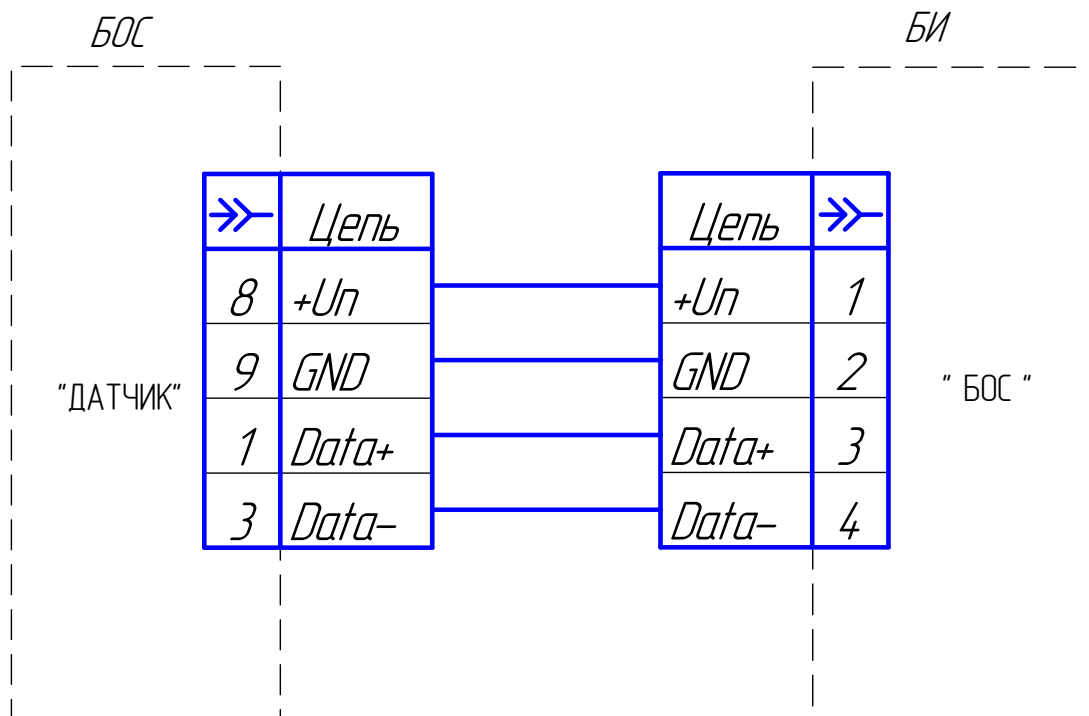 БОС
БИ
Цепь
Цепь
8 +Uп
+Uп 1
9 GND
GND 2
"ДАТЧИК"
" БОС "
1 Data+
Data+ 3
3 Data-
Data- 4